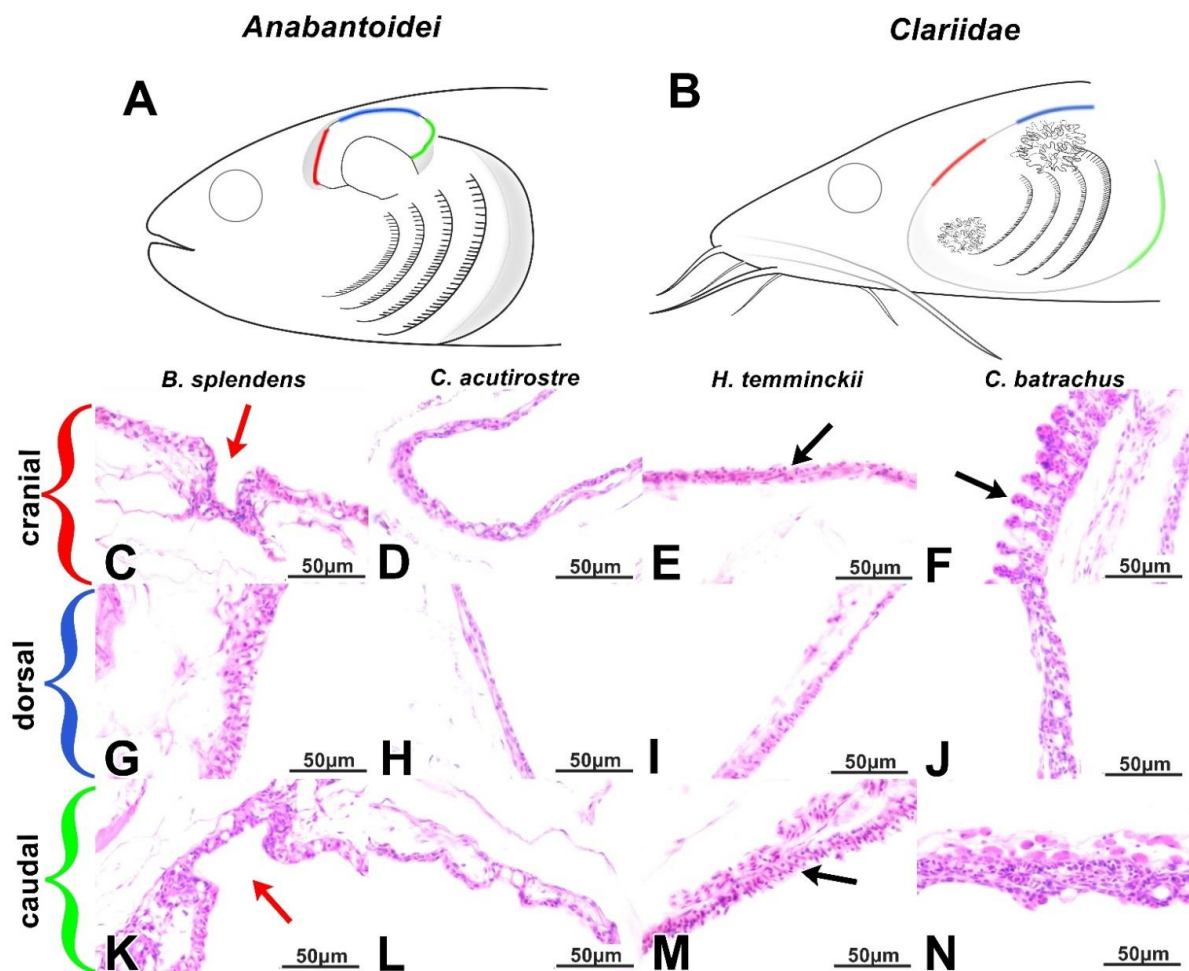 Anabantoidei
Clariidae
A
B
B. splendens
C. acutirostre
H. temminckii
C. batrachus
cranial
C
50µm
D
50µm
E
50µm
F
50µm
dorsal
G
50µm
H
50µm
I
50µm
J
50µm
caudal
K
50µm
L
50µm
M
50µm
N
50µm